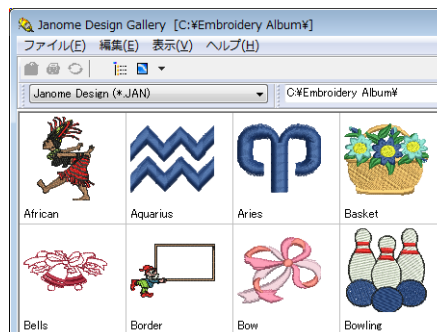 Janome Design Gallery [C:¥Embroidery Album¥]
ファイル(F) 編集(E) 表示(V) ヘルプ(H)
Janome Design (*.JAN) C:¥Embroidery Album¥
African Aquarius Aries Basket
Bells Border Bow Bowling